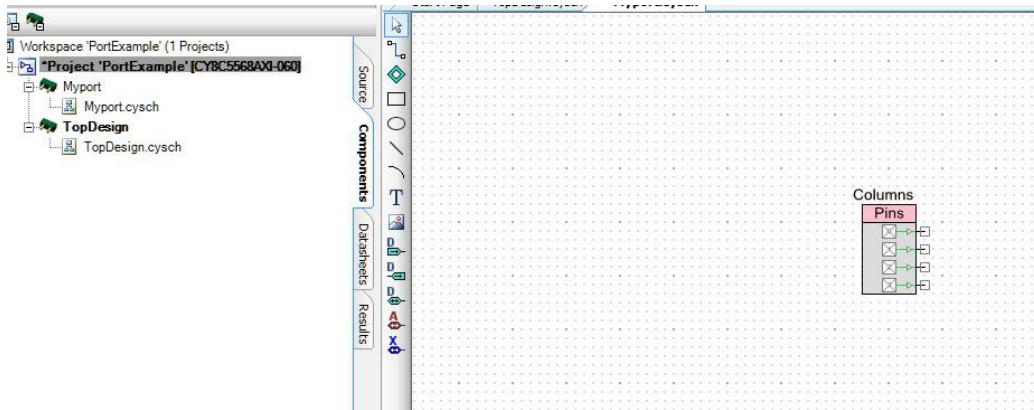 Workspace 'PortExample' (1 Projects)
*Project 'PortExample' [CY8C5568AXI-060]
Myport
Myport.cysch
TopDesign
TopDesign.cysch
Source
Components
Datasheets
Results
T
D
D
D
A
X
Columns
Pins